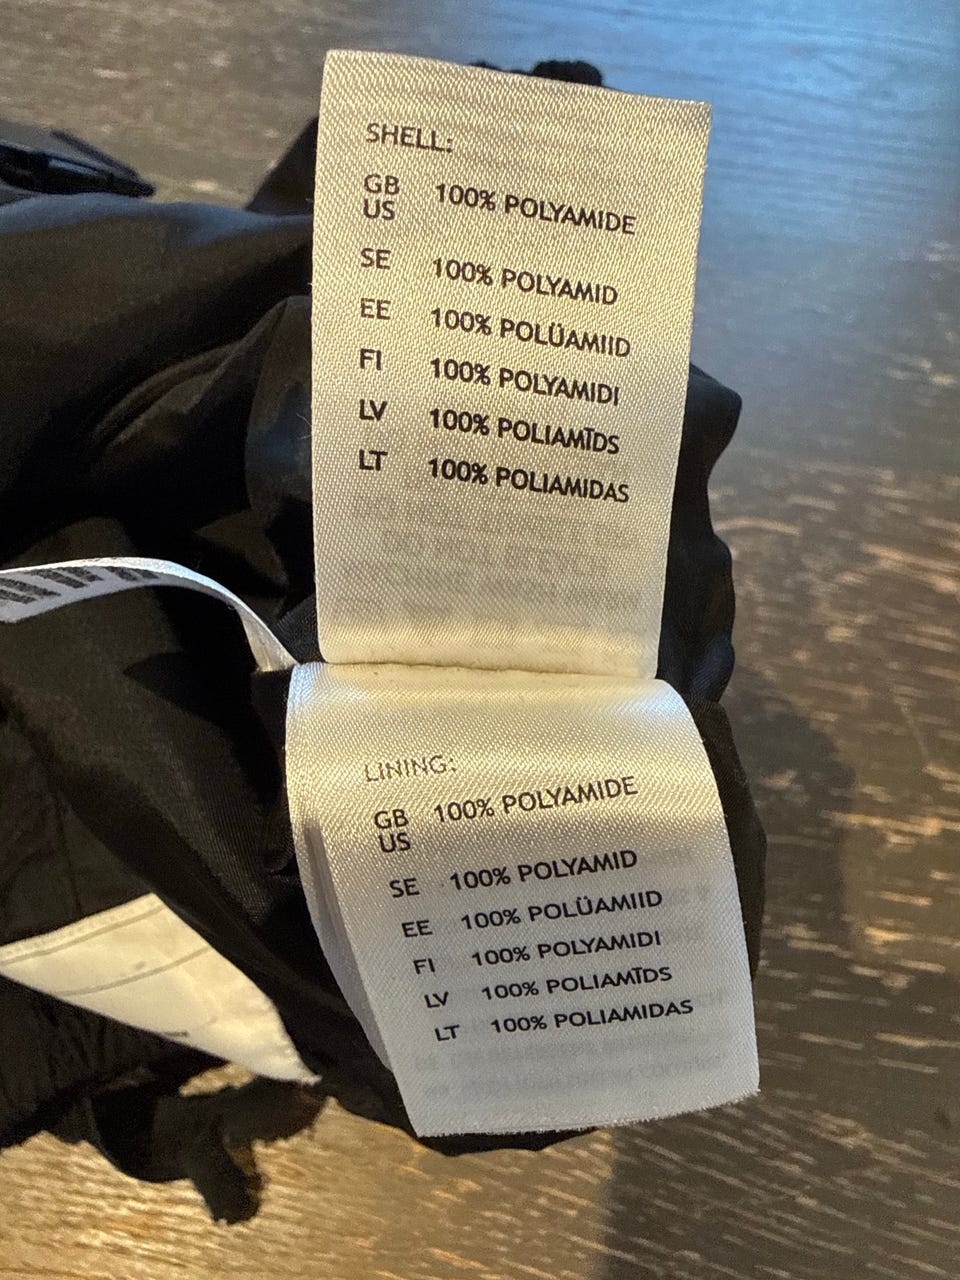 SHELL:
GB
US 100% POLYAMIDE
SE 100% POLYAMID
EE 100% POLÜAMIID
FI 100% POLYAMIDI
LV 100% POLIAMĪDS
LT 100% POLIAMIDAS
LINING:
GB 100% POLYAMIDE
US
SE 100% POLYAMID
EE 100% POLÜAMIID
FI 100% POLYAMIDI
LV 100% POLIAMĪDS
LT 100% POLIAMIDAS